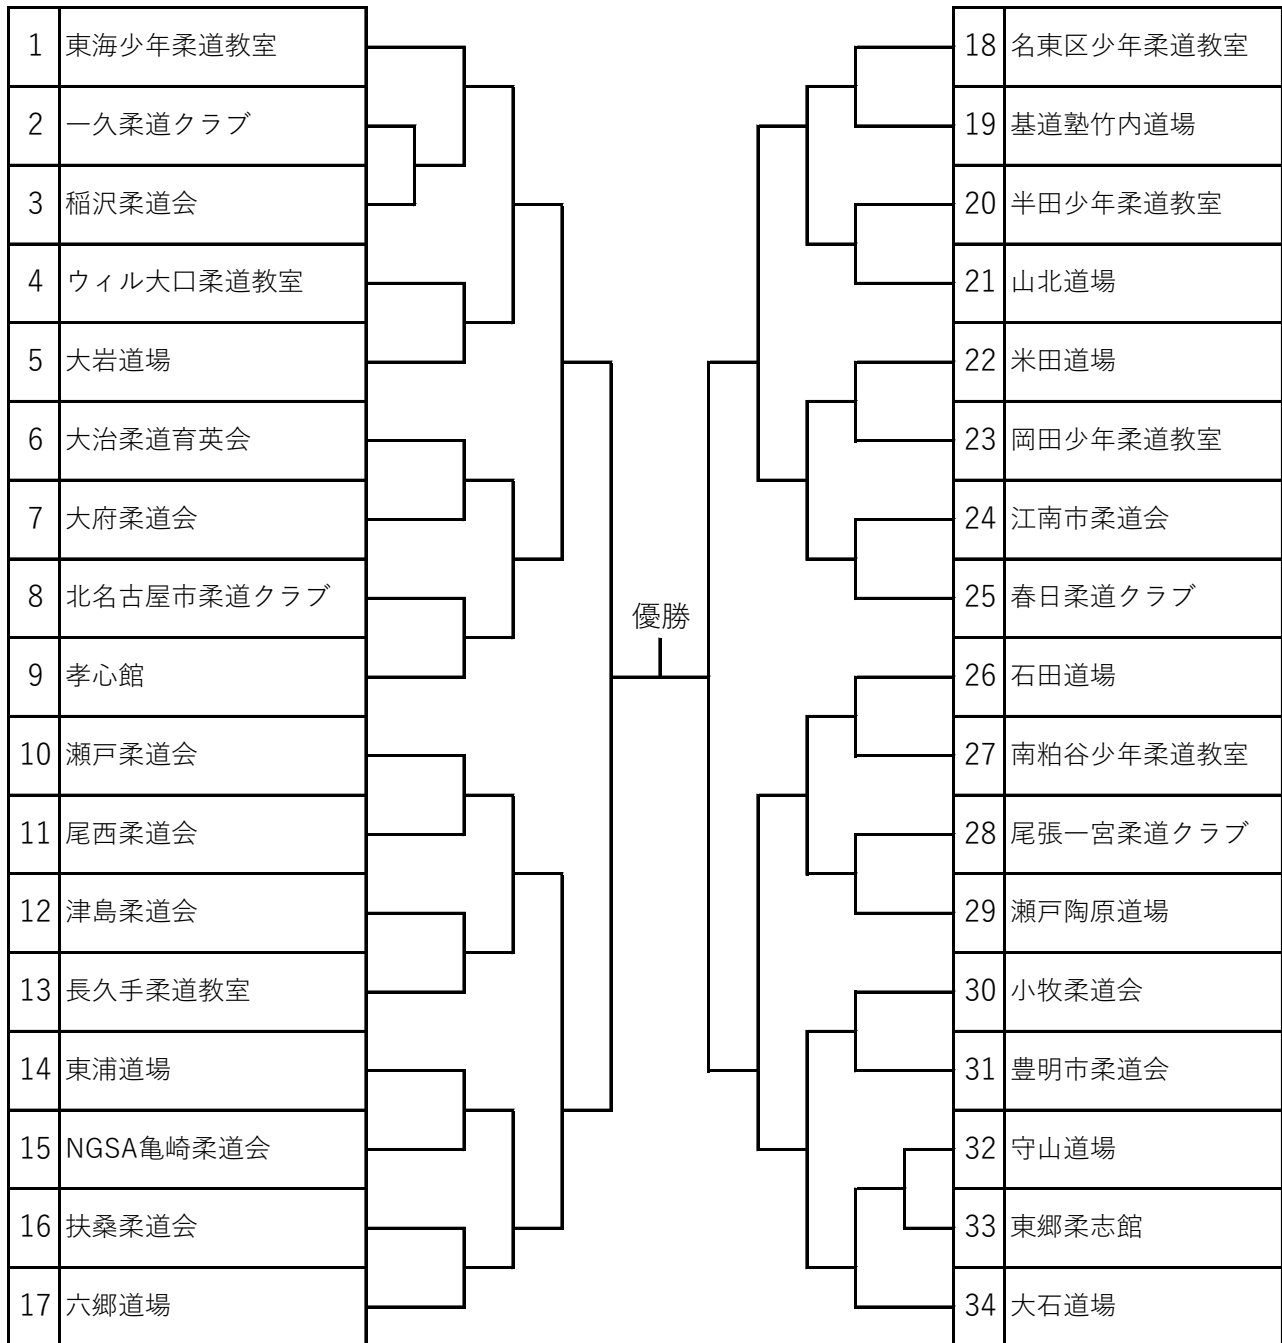 1 東海少年柔道教室
2 一久柔道クラブ
3 稲沢柔道会
4 ウィル大口柔道教室
5 大岩道場
6 大治柔道育英会
7 大府柔道会
8 北名古屋市柔道クラブ
9 孝心館
10 瀬戸柔道会
11 尾西柔道会
12 津島柔道会
13 長久手柔道教室
14 東浦道場
15 NGSA亀崎柔道会
16 扶桑柔道会
17 六郷道場
優勝
18 名東区少年柔道教室
19 基道塾竹内道場
20 半田少年柔道教室
21 山北道場
22 米田道場
23 岡田少年柔道教室
24 江南市柔道会
25 春日柔道クラブ
26 石田道場
27 南粕谷少年柔道教室
28 尾張一宮柔道クラブ
29 瀬戸陶原道場
30 小牧柔道会
31 豊明市柔道会
32 守山道場
33 東郷柔志館
34 大石道場